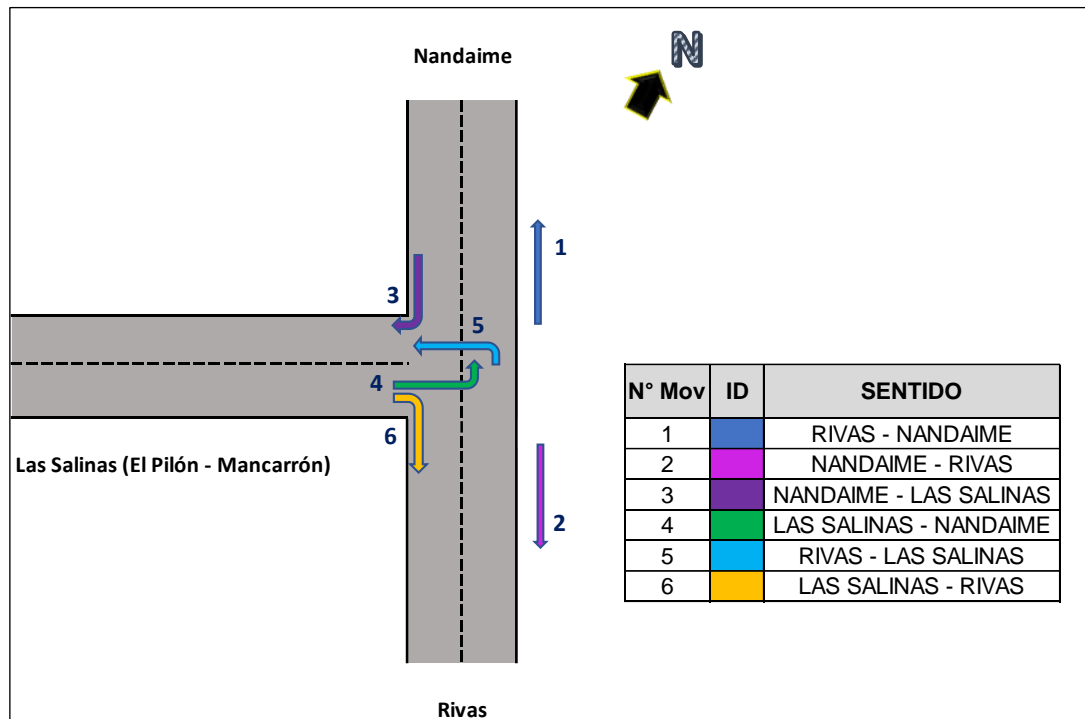 Nandaime
N
1
3
5
4
6
Las Salinas (El Pilón - Mancarrón)
2
Rivas
N° Mov ID SENTIDO
1 RIVAS - NANDAIME
2 NANDAIME - RIVAS
3 NANDAIME - LAS SALINAS
4 LAS SALINAS - NANDAIME
5 RIVAS - LAS SALINAS
6 LAS SALINAS - RIVAS